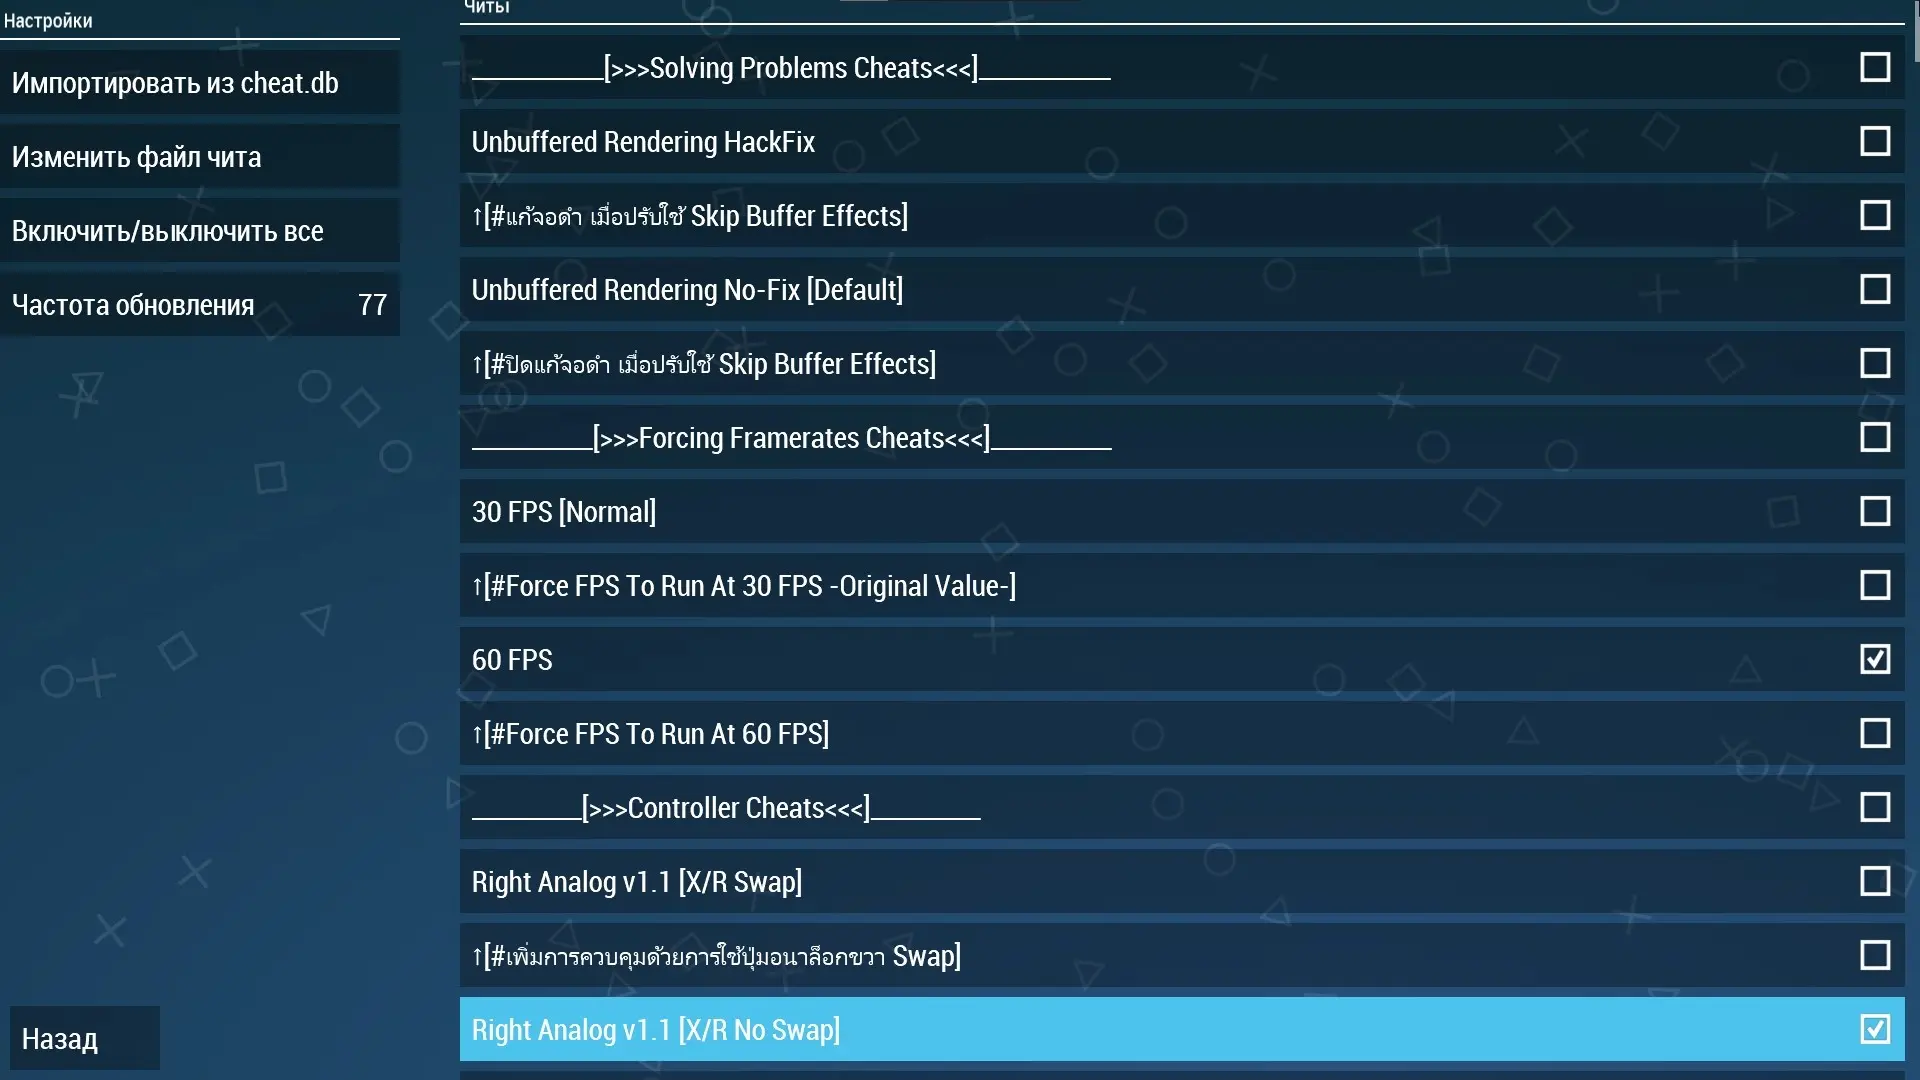 Настройки
Импортировать из cheat.db
Изменить файл чита
Включить/выключить все
Частота обновления 77
Назад
Читы
____________[>>>Solving Problems Cheats<<<]____________
Unbuffered Rendering HackFix
↑[#แก้จอดำ เมื่อปรับใช้ Skip Buffer Effects]
Unbuffered Rendering No-Fix [Default]
↑[#ปิดแก้จอดำ เมื่อปรับใช้ Skip Buffer Effects]
___________[>>>Forcing Framerates Cheats<<<]___________
30 FPS [Normal]
↑[#Force FPS To Run At 30 FPS -Original Value-]
60 FPS
↑[#Force FPS To Run At 60 FPS]
__________[>>>Controller Cheats<<<]__________
Right Analog v1.1 [X/R Swap]
↑[#เพิ่มการควบคุมด้วยการใช้ปุ่มอนาล็อกขวา Swap]
Right Analog v1.1 [X/R No Swap]